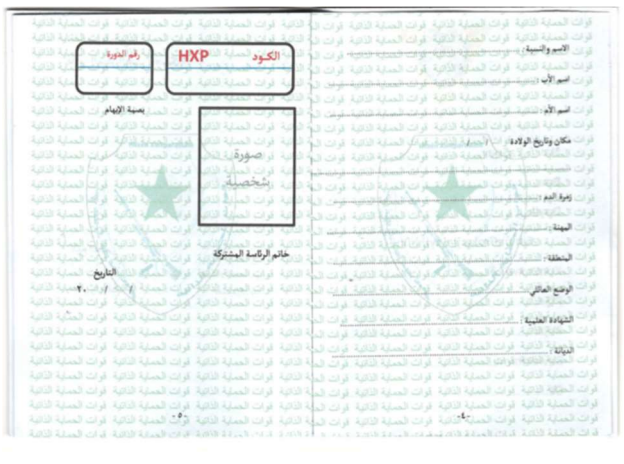 الاسم والنسبة :
اسم الأب :
اسم الأم :
مكان وتاريخ الولادة / /
زمرة الدم :
المهنة :
المنطقة :
الوضع العائلي
الشهادة العلمية :
الديانة :
-٤-
الكود HXP
رقم الدورة
بصمة الإبهام
صورة
شخصية
خاتم الرئاسة المشتركة
التاريخ
/ / ٢٠
-٥-
قوات الحماية الذاتية